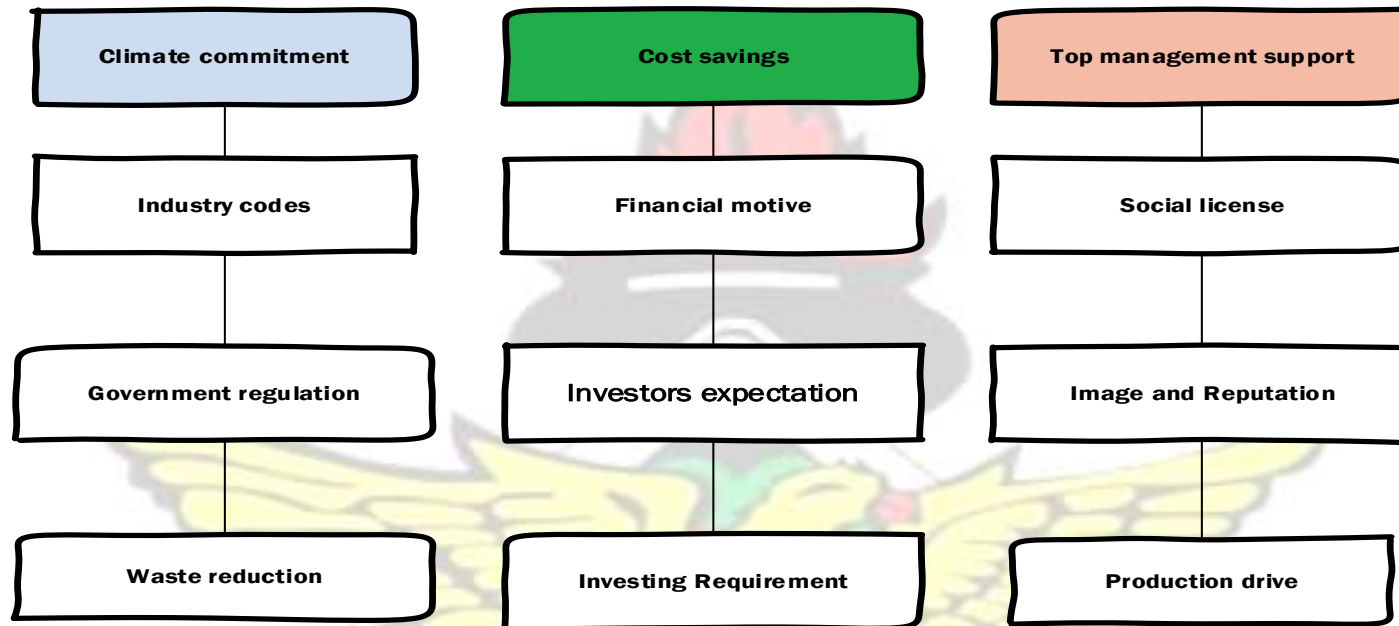 Climate commitment
Cost savings
Top management support
Industry codes
Financial motive
Social license
Government regulation
Investors expectation
Image and Reputation
Waste reduction
Investing Requirement
Production drive